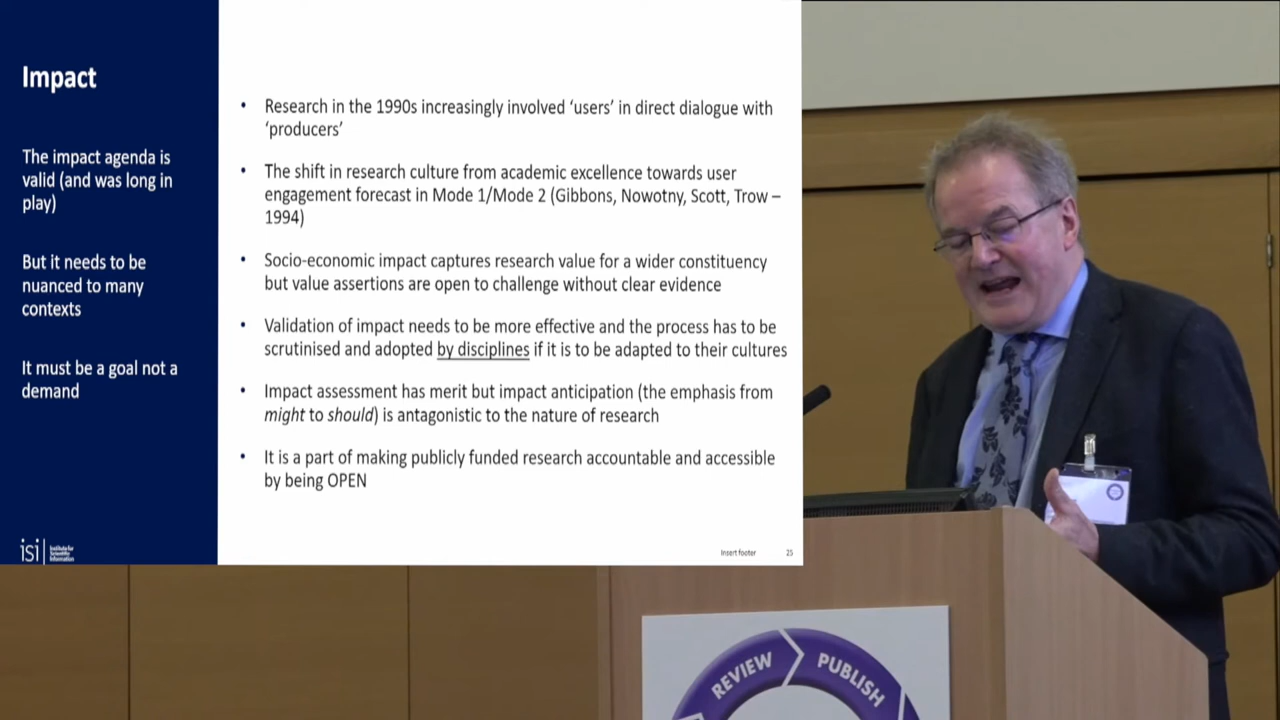 Impact
The impact agenda is
valid (and was long in
play)
But it needs to be
nuanced to many
contexts
It must be a goal not a
demand
isi
Institute for
Scientific
Information
• Research in the 1990s increasingly involved ‘users’ in direct dialogue with
‘producers’
• The shift in research culture from academic excellence towards user
engagement forecast in Mode 1/Mode 2 (Gibbons, Nowotny, Scott, Trow –
1994)
• Socio-economic impact captures research value for a wider constituency
but value assertions are open to challenge without clear evidence
• Validation of impact needs to be more effective and the process has to be
scrutinised and adopted by disciplines if it is to be adapted to their cultures
• Impact assessment has merit but impact anticipation (the emphasis from
might to should) is antagonistic to the nature of research
• It is a part of making publicly funded research accountable and accessible
by being OPEN
Insert footer 25
REVIEW PUBLISH